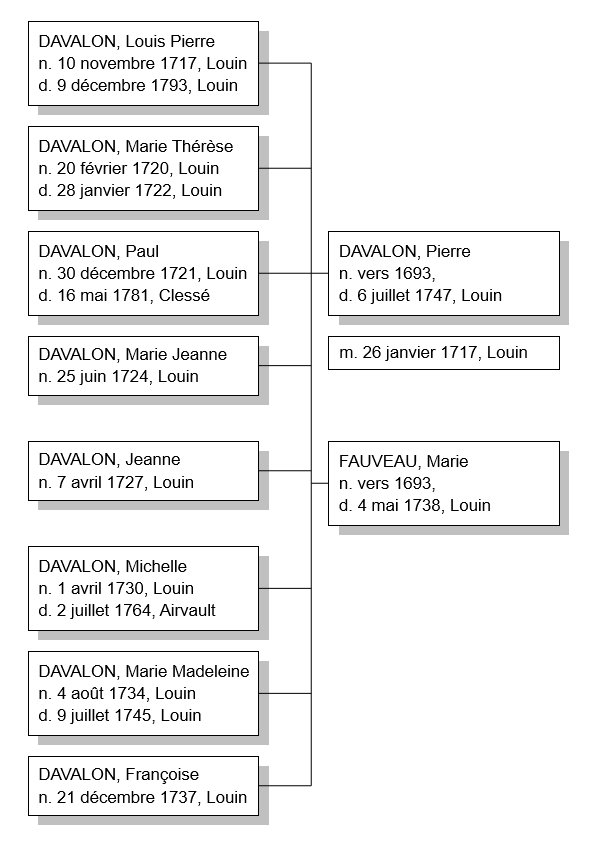 DAVALON, Louis Pierre
n. 10 novembre 1717, Louin
d. 9 décembre 1793, Louin
DAVALON, Marie Thérèse
n. 20 février 1720, Louin
d. 28 janvier 1722, Louin
DAVALON, Paul
n. 30 décembre 1721, Louin
d. 16 mai 1781, Clessé
DAVALON, Marie Jeanne
n. 25 juin 1724, Louin
DAVALON, Jeanne
n. 7 avril 1727, Louin
DAVALON, Michelle
n. 1 avril 1730, Louin
d. 2 juillet 1764, Airvault
DAVALON, Marie Madeleine
n. 4 août 1734, Louin
d. 9 juillet 1745, Louin
DAVALON, Françoise
n. 21 décembre 1737, Louin
DAVALON, Pierre
n. vers 1693,
d. 6 juillet 1747, Louin
m. 26 janvier 1717, Louin
FAUVEAU, Marie
n. vers 1693,
d. 4 mai 1738, Louin